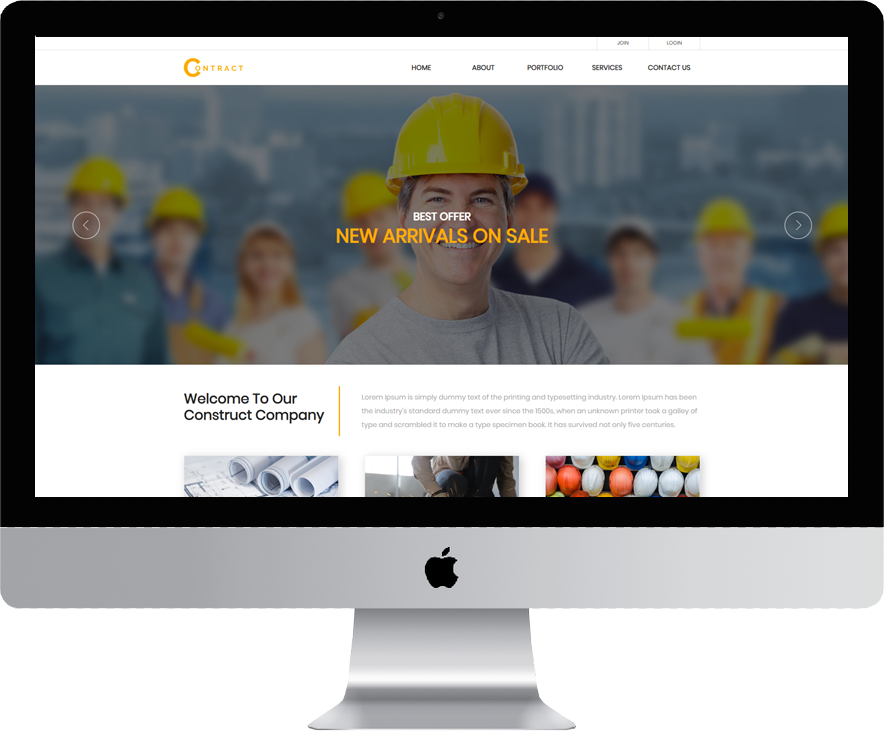 JOIN LOGIN
CONTRACT HOME ABOUT PORTFOLIO SERVICES CONTACT US
BEST OFFER
NEW ARRIVALS ON SALE
Welcome To Our
Construct Company
Lorem Ipsum is simply dummy text of the printing and typesetting industry. Lorem Ipsum has been
the industry's standard dummy text ever since the 1500s, when an unknown printer took a galley of
type and scrambled it to make a type specimen book. It has survived not only five centuries.